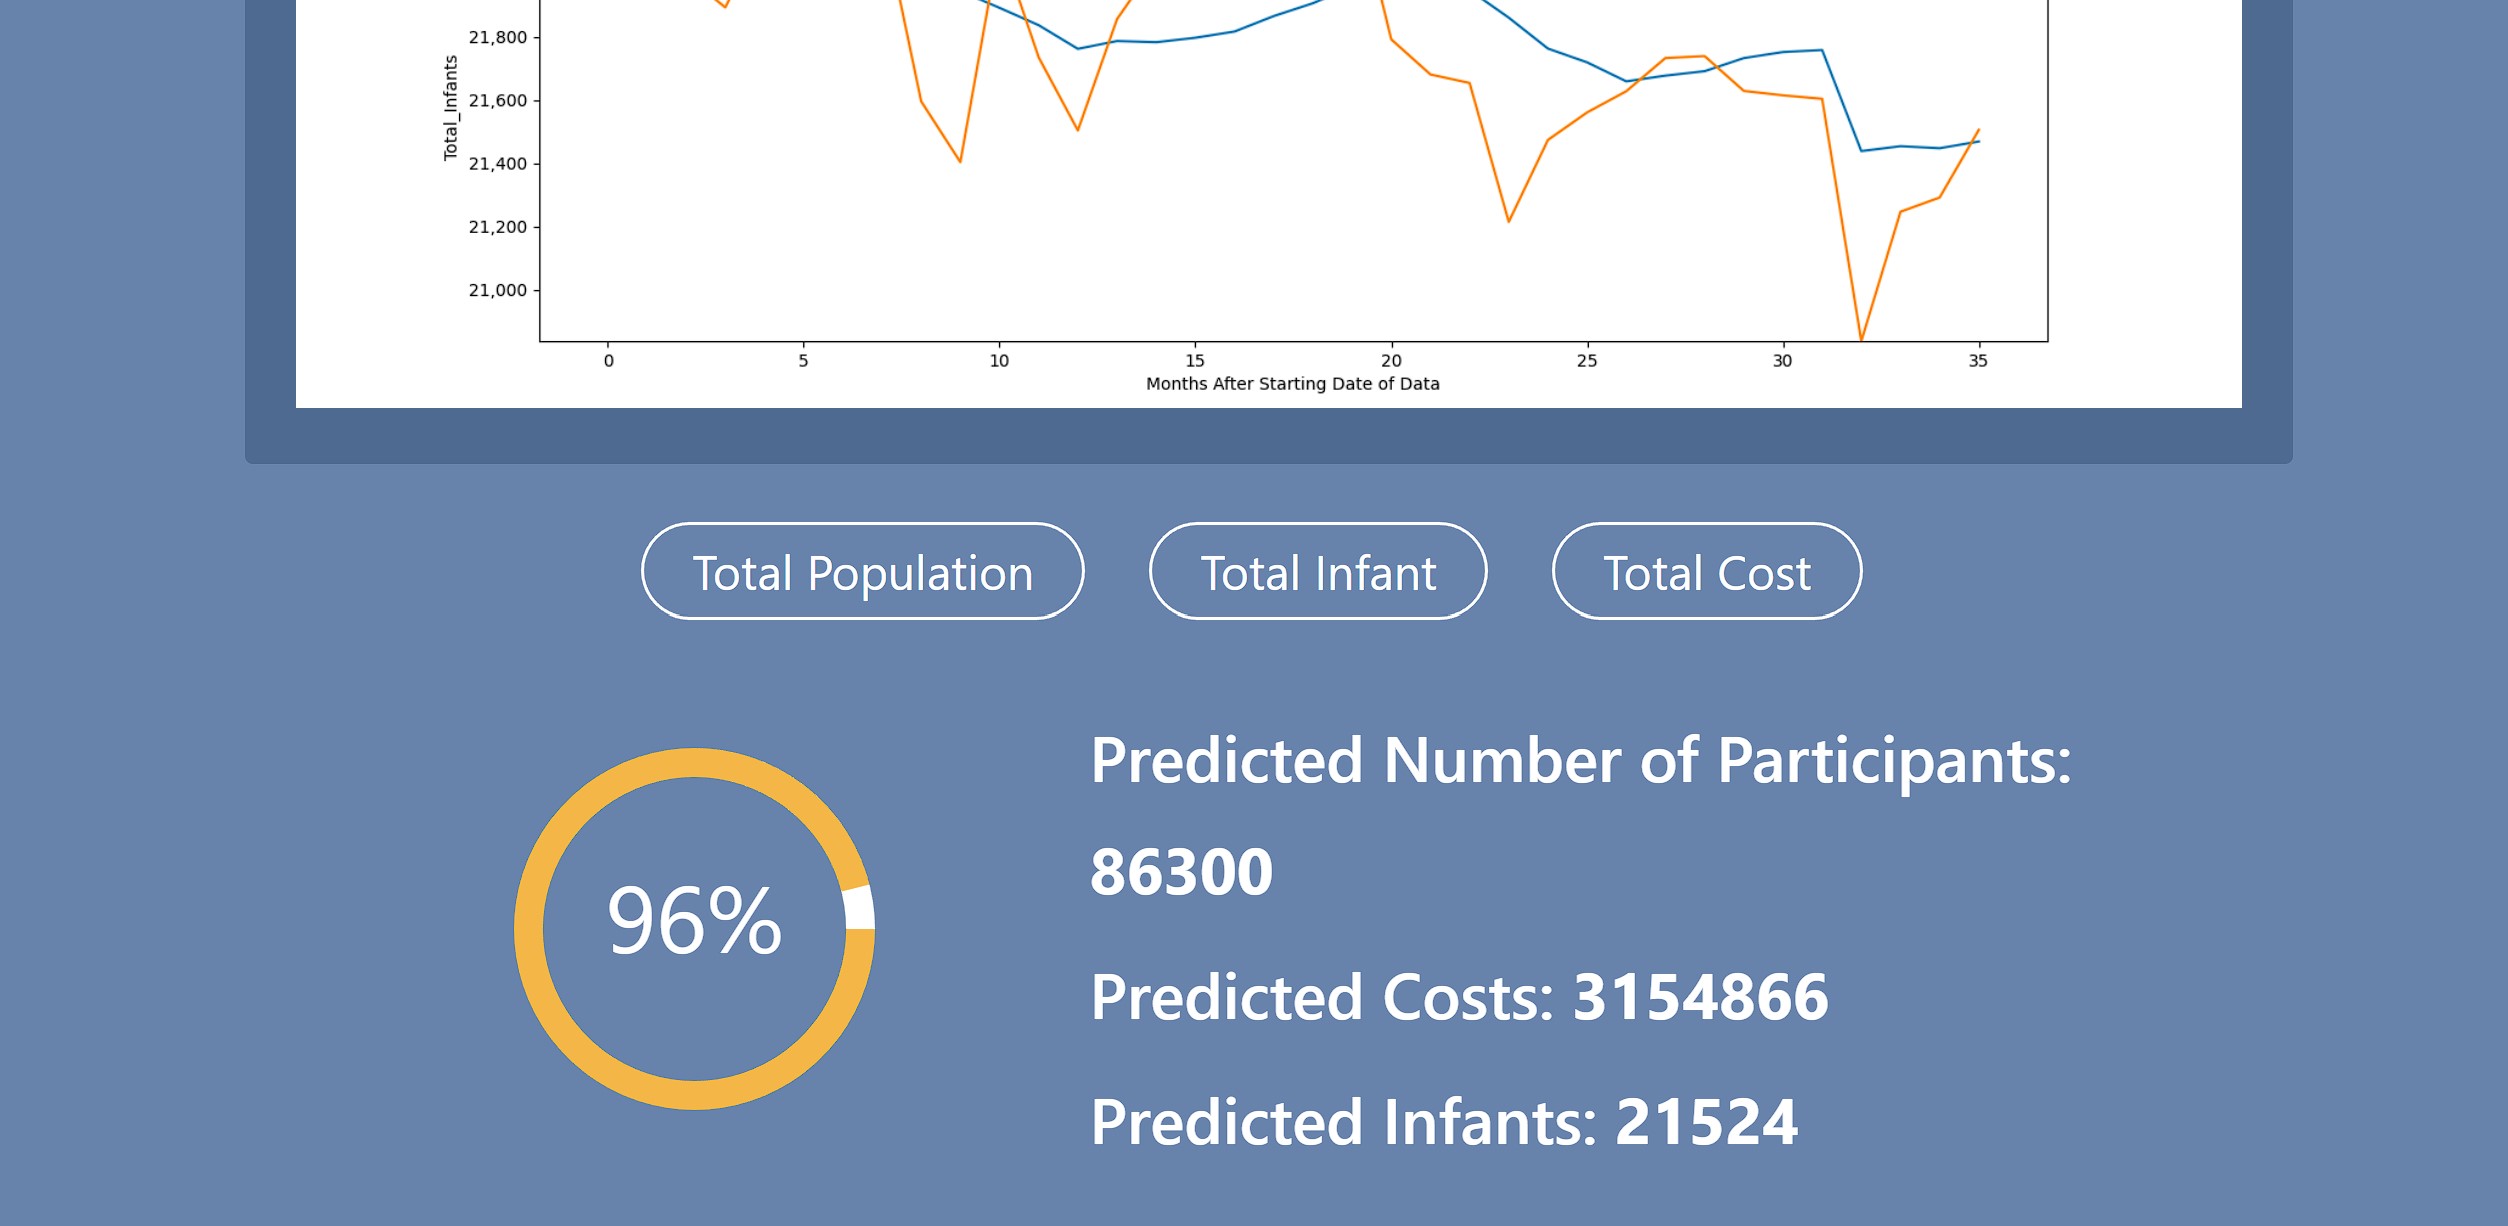 21,800
21,600
21,400
21,200
21,000
Total_Infants
0 5 10 15 20 25 30 35
Months After Starting Date of Data
Total Population Total Infant Total Cost
96%
Predicted Number of Participants:
86300
Predicted Costs: 3154866
Predicted Infants: 21524